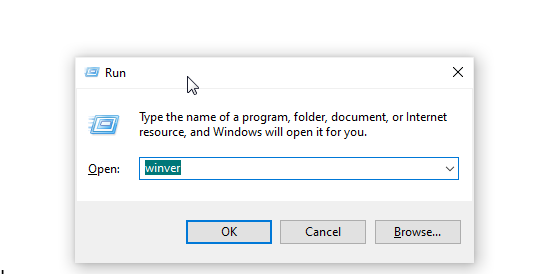 Run
Type the name of a program, folder, document, or Internet
resource, and Windows will open it for you.
Open: winver
OK Cancel Browse...